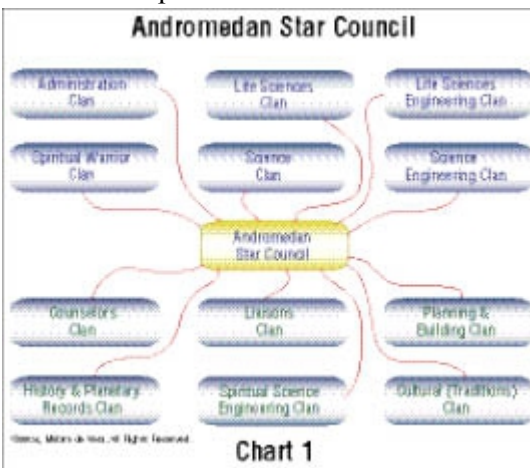 Andromedan Star Council
Administration
Clan
Life Sciences
Clan
Life Sciences
Engineering Clan
Spiritual Warrior
Clan
Science
Clan
Science
Engineering Clan
Andromedan
Star Council
Counselors
Clan
Liaisons
Clan
Planning &
Building Clan
History & Planetary
Records Clan
Spiritual Science
Engineering Clan
Cultural (Traditions)
Clan
All Rights Reserved.
Chart 1